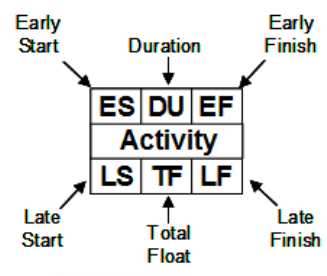 Early
Start
Duration
Early
Finish
ES DU EF
Activity
LS TF LF
Late
Start
Total
Float
Late
Finish